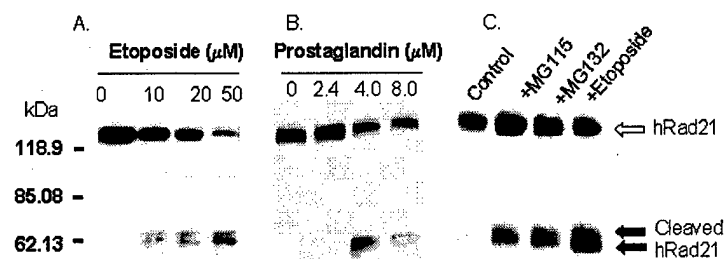 A.
Etoposide (µM)
0 10 20 50
kDa
118.9
85.08
62.13
B.
Prostaglandin (µM)
0 2.4 4.0 8.0
C.
Control
+MG115
+MG132
+Etoposide
hRad21
Cleaved
hRad21